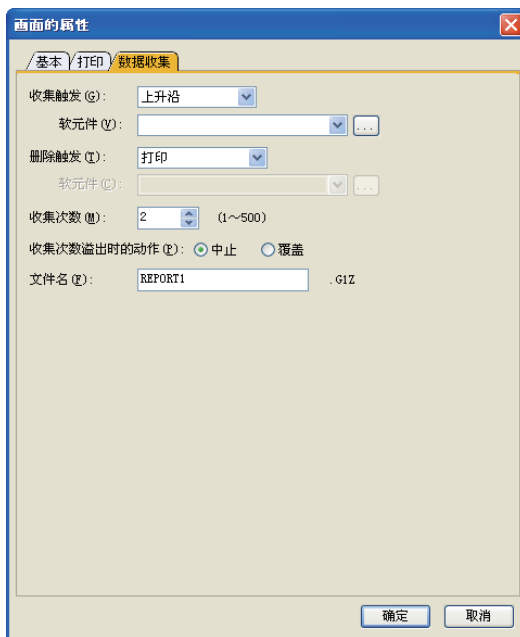 画面的属性
基本 打印 数据收集
收集触发(G): 上升沿
软元件(V): ...
删除触发(T): 打印
软元件(C): ...
收集次数(M): 2 (1～500)
收集次数溢出时的动作(P): 中止 覆盖
文件名(F): REPORT1 .G1Z
确定 取消